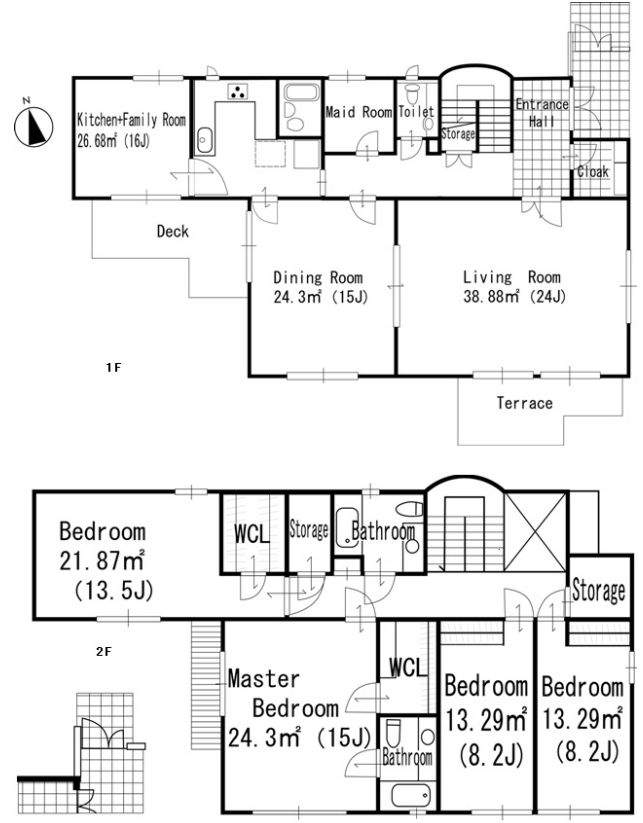 N
Kitchen+Family Room
26.68㎡ (16J)
Maid Room
Toilet
Storage
Entrance
Hall
Cloak
Deck
Dining Room
24.3㎡ (15J)
Living Room
38.88㎡ (24J)
1F
Terrace
Bedroom
21.87㎡
(13.5J)
WCL
Storage
Bathroom
Storage
2F
Master
Bedroom
24.3㎡ (15J)
WCL
Bathroom
Bedroom
13.29㎡
(8.2J)
Bedroom
13.29㎡
(8.2J)